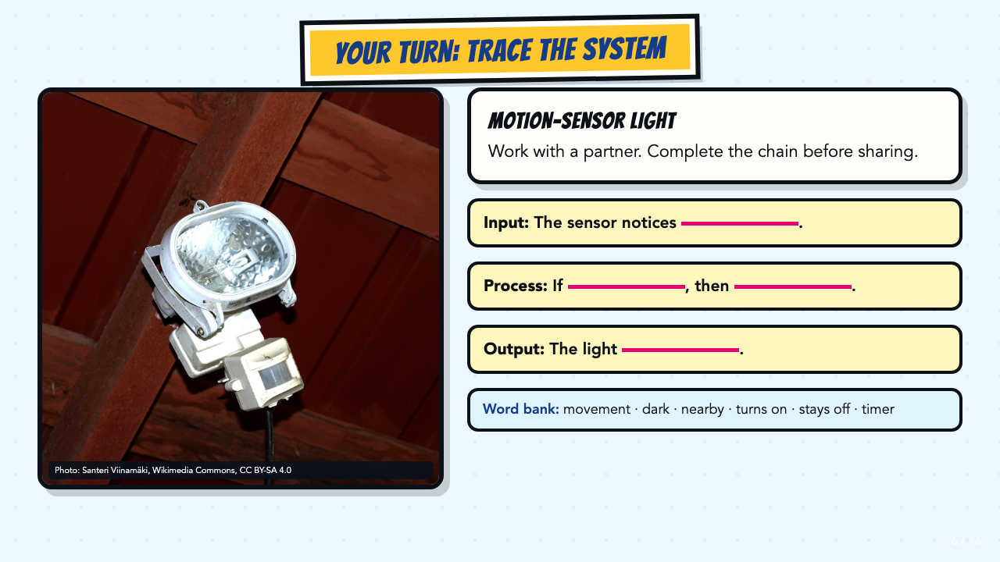 YOUR TURN: TRACE THE SYSTEM
MOTION-SENSOR LIGHT
Work with a partner. Complete the chain before sharing.
Input: The sensor notices ________.
Process: If ________, then ________.
Output: The light ________.
Word bank: movement · dark · nearby · turns on · stays off · timer
Photo: Santeri Viinamäki, Wikimedia Commons, CC BY-SA 4.0
6 / 16